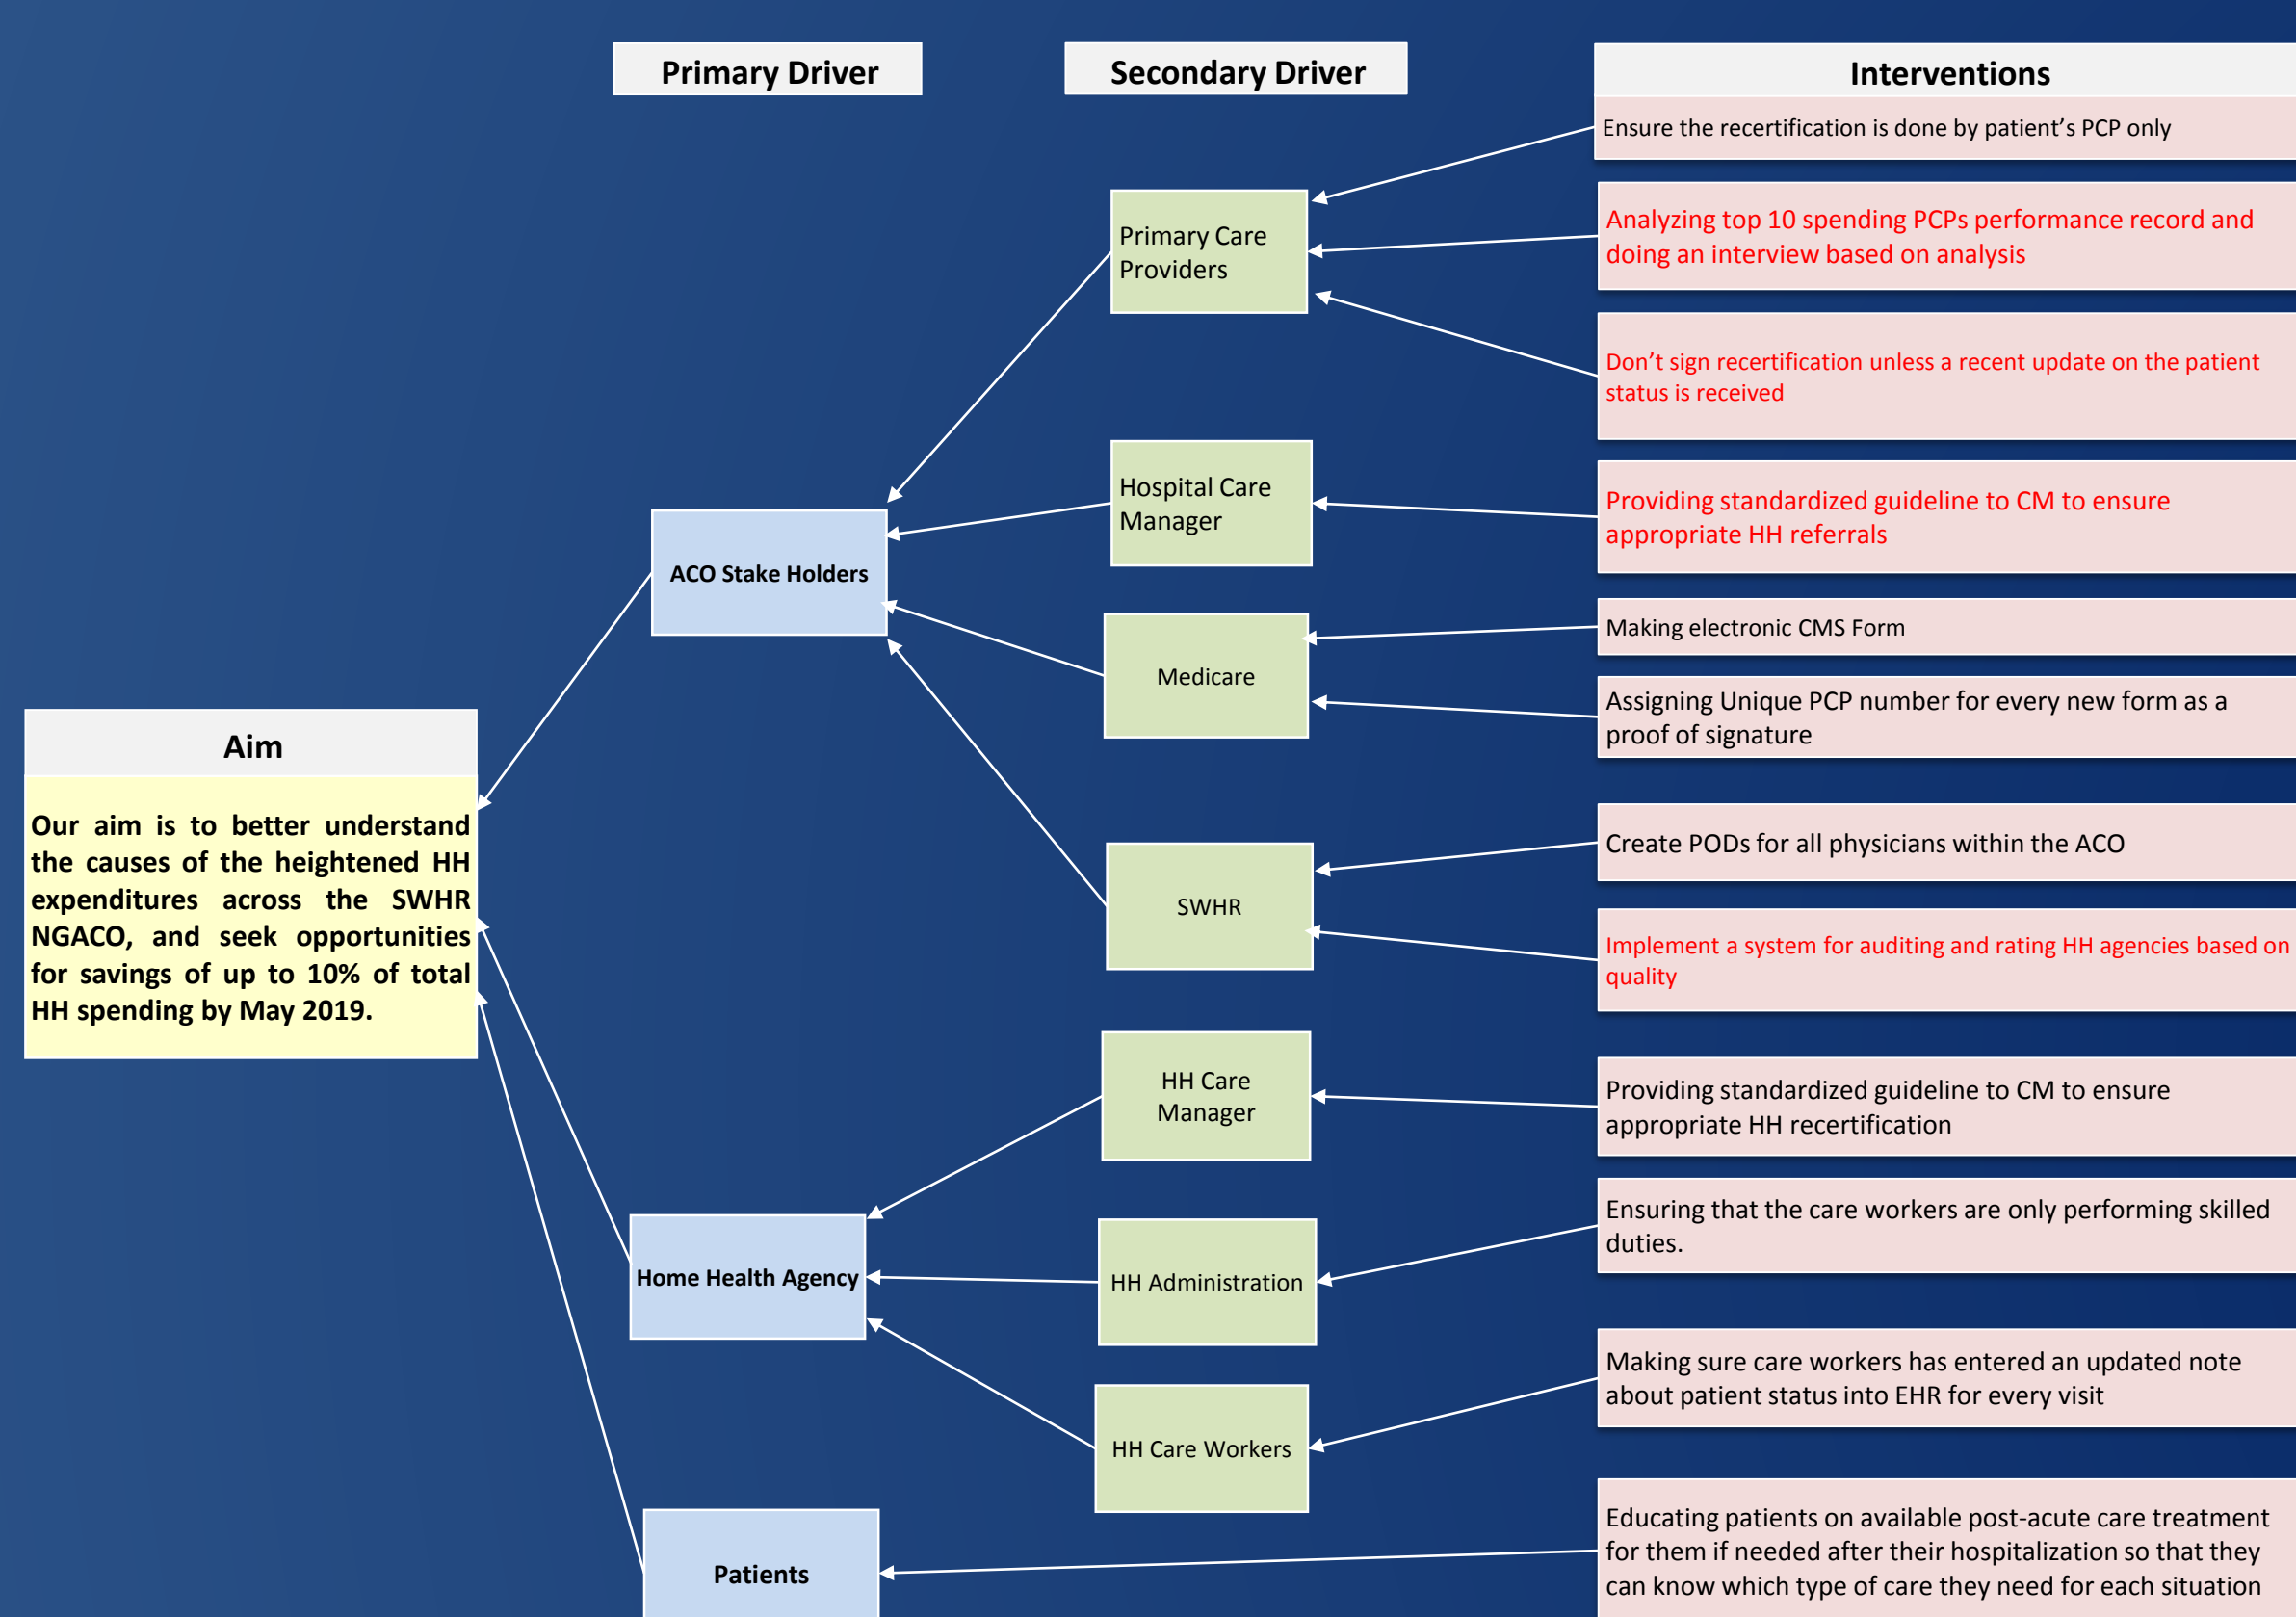 Primary Driver
Secondary Driver
Interventions
Ensure the recertification is done by patient's PCP only
Analyzing top 10 spending PCPs performance record and
doing an interview based on analysis
Primary Care
Providers
Don’t sign recertification unless a recent update on the patient
status is received
Hospital Care
Manager
Providing standardized guideline to CM to ensure
appropriate HH referrals
ACO Stake Holders
Making electronic CMS Form
Medicare
Assigning Unique PCP number for every new form as a
proof of signature
Aim
Our aim is to better understand
the causes of the heightened HH
expenditures across the SWHR
NGACO, and seek opportunities
for savings of up to 10% of total
HH spending by May 2019.
Create PODs for all physicians within the ACO
SWHR
Implement a system for auditing and rating HH agencies based on
quality
HH Care
Manager
Providing standardized guideline to CM to ensure
appropriate HH recertification
Ensuring that the care workers are only performing skilled
duties.
Home Health Agency
HH Administration
Making sure care workers has entered an updated note
about patient status into EHR for every visit
HH Care Workers
Educating patients on available post-acute care treatment
for them if needed after their hospitalization so that they
can know which type of care they need for each situation
Patients